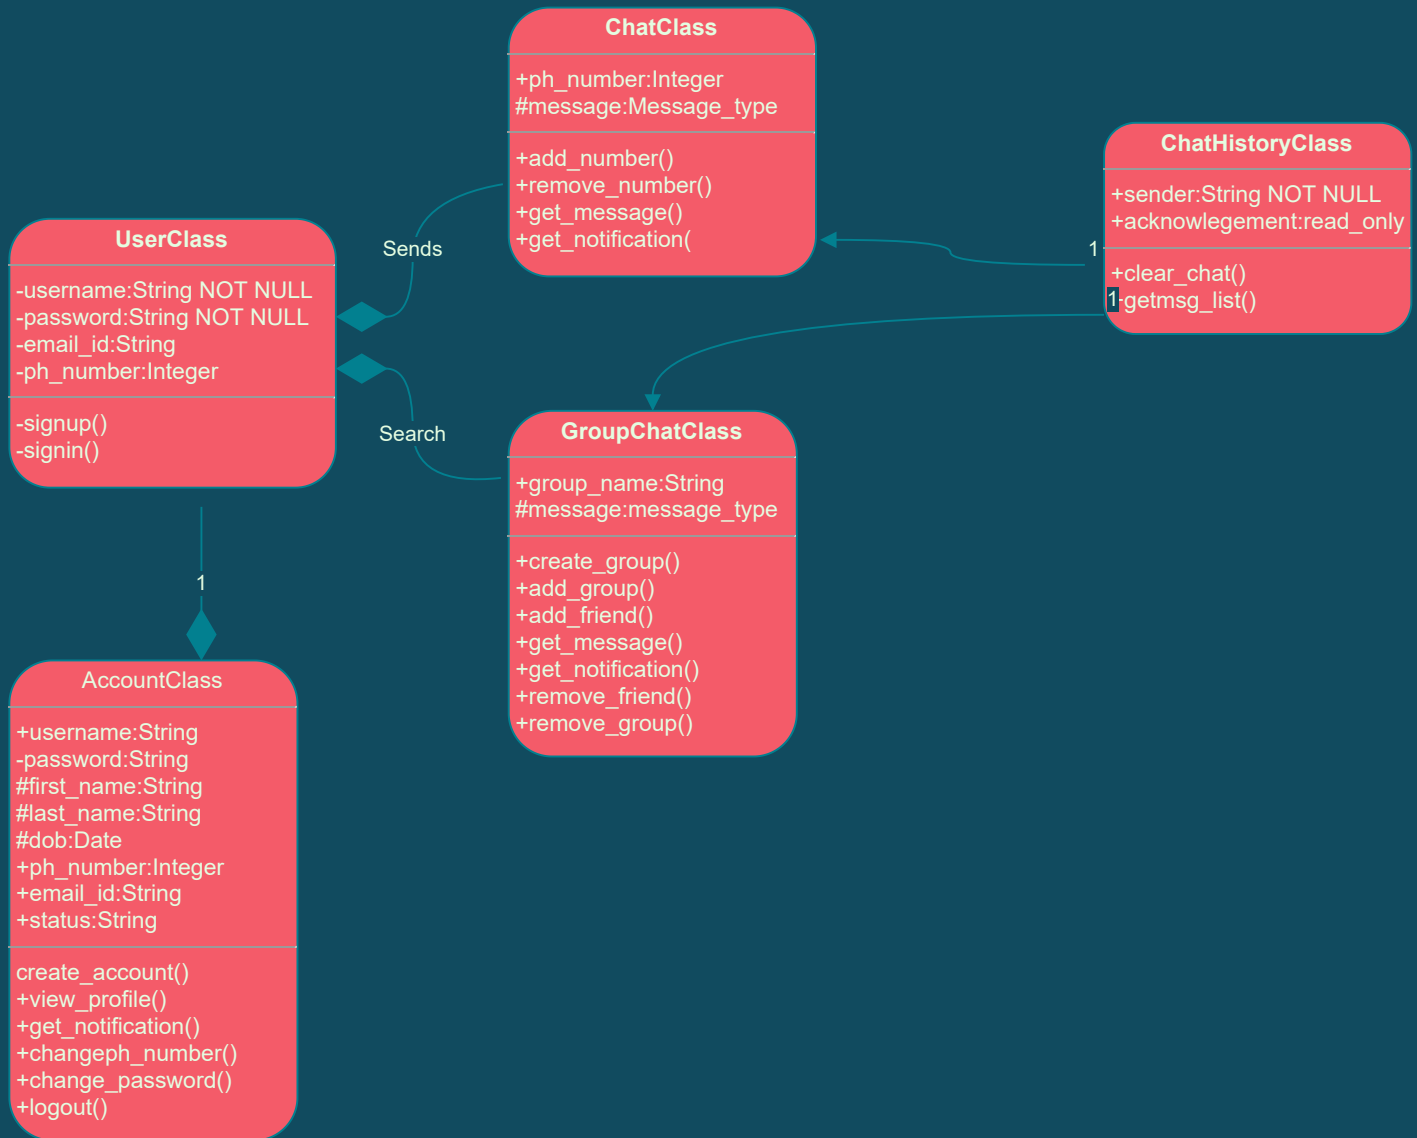 ChatClass
+ph_number:Integer
#message:Message_type
+add_number()
+remove_number()
+get_message()
+get_notification(
ChatHistoryClass
+sender:String NOT NULL
+acknowlegement:read_only
+clear_chat()
-getmsg_list()
1
1
UserClass
-username:String NOT NULL
-password:String NOT NULL
-email_id:String
-ph_number:Integer
-signup()
-signin()
Sends
Search
GroupChatClass
+group_name:String
#message:message_type
+create_group()
+add_group()
+add_friend()
+get_message()
+get_notification()
+remove_friend()
+remove_group()
1
AccountClass
+username:String
-password:String
#first_name:String
#last_name:String
#dob:Date
+ph_number:Integer
+email_id:String
+status:String
create_account()
+view_profile()
+get_notification()
+changeph_number()
+change_password()
+logout()